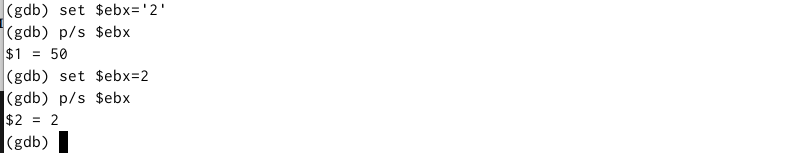 (gdb) set $ebx='2'
(gdb) p/s $ebx
$1 = 50
(gdb) set $ebx=2
(gdb) p/s $ebx
$2 = 2
(gdb)